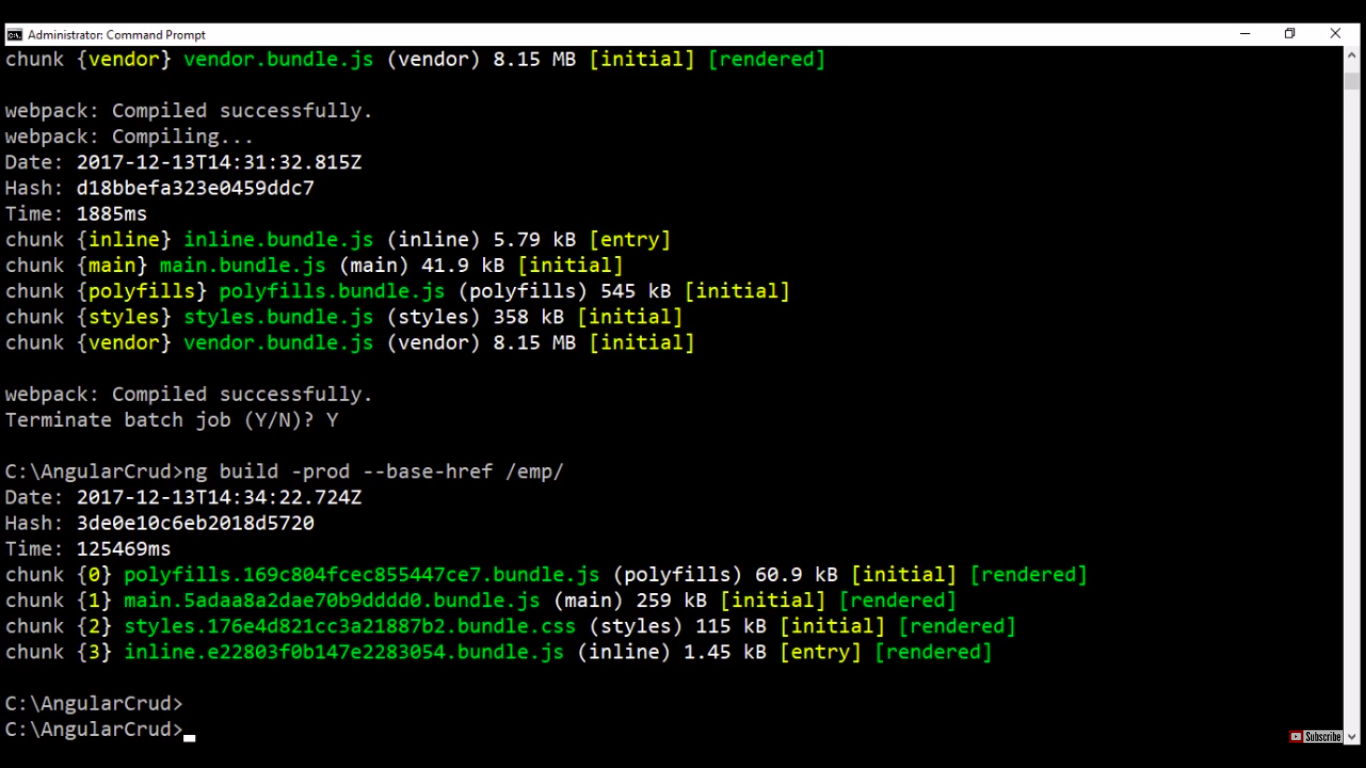 Administrator: Command Prompt
chunk {vendor} vendor.bundle.js (vendor) 8.15 MB [initial] [rendered]
webpack: Compiled successfully.
webpack: Compiling...
Date: 2017-12-13T14:31:32.815Z
Hash: d18bbefa323e0459ddc7
Time: 1885ms
chunk {inline} inline.bundle.js (inline) 5.79 kB [entry]
chunk {main} main.bundle.js (main) 41.9 kB [initial]
chunk {polyfills} polyfills.bundle.js (polyfills) 545 kB [initial]
chunk {styles} styles.bundle.js (styles) 358 kB [initial]
chunk {vendor} vendor.bundle.js (vendor) 8.15 MB [initial]
webpack: Compiled successfully.
Terminate batch job (Y/N)? Y
C:\AngularCrud>ng build -prod --base-href /emp/
Date: 2017-12-13T14:34:22.724Z
Hash: 3de0e10c6eb2018d5720
Time: 125469ms
chunk {0} polyfills.169c804fcec855447ce7.bundle.js (polyfills) 60.9 kB [initial] [rendered]
chunk {1} main.5adaa8a2dae70b9dddd0.bundle.js (main) 259 kB [initial] [rendered]
chunk {2} styles.176e4d821cc3a21887b2.bundle.css (styles) 115 kB [initial] [rendered]
chunk {3} inline.e22803f0b147e2283054.bundle.js (inline) 1.45 kB [entry] [rendered]
C:\AngularCrud>
C:\AngularCrud>
Subscribe